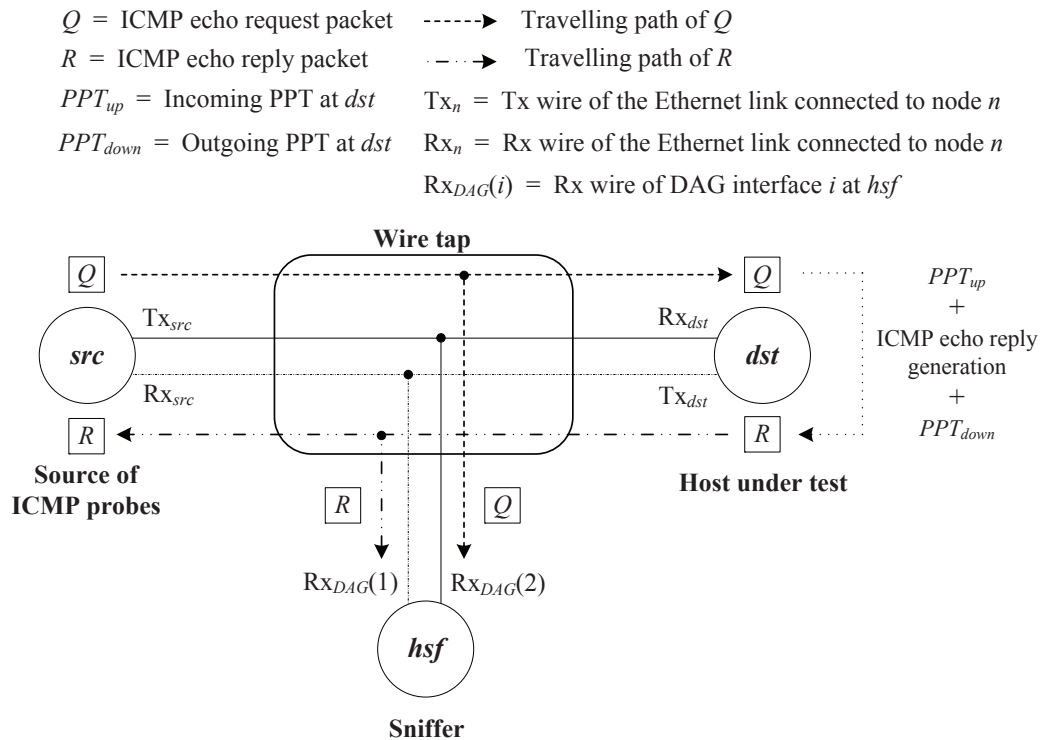 Q = ICMP echo request packet
Travelling path of Q
R = ICMP echo reply packet
Travelling path of R
PPTup = Incoming PPT at dst
Txn = Tx wire of the Ethernet link connected to node n
PPTdown = Outgoing PPT at dst
Rxn = Rx wire of the Ethernet link connected to node n
RxDAG(i) = Rx wire of DAG interface i at hsf
Wire tap
Q
Q
PPTup
+
ICMP echo reply
generation
+
PPTdown
Txsrc
Rxdst
src
dst
Rxsrc
Txdst
R
R
Source of
ICMP probes
Host under test
R
Q
RxDAG(1)
RxDAG(2)
hsf
Sniffer